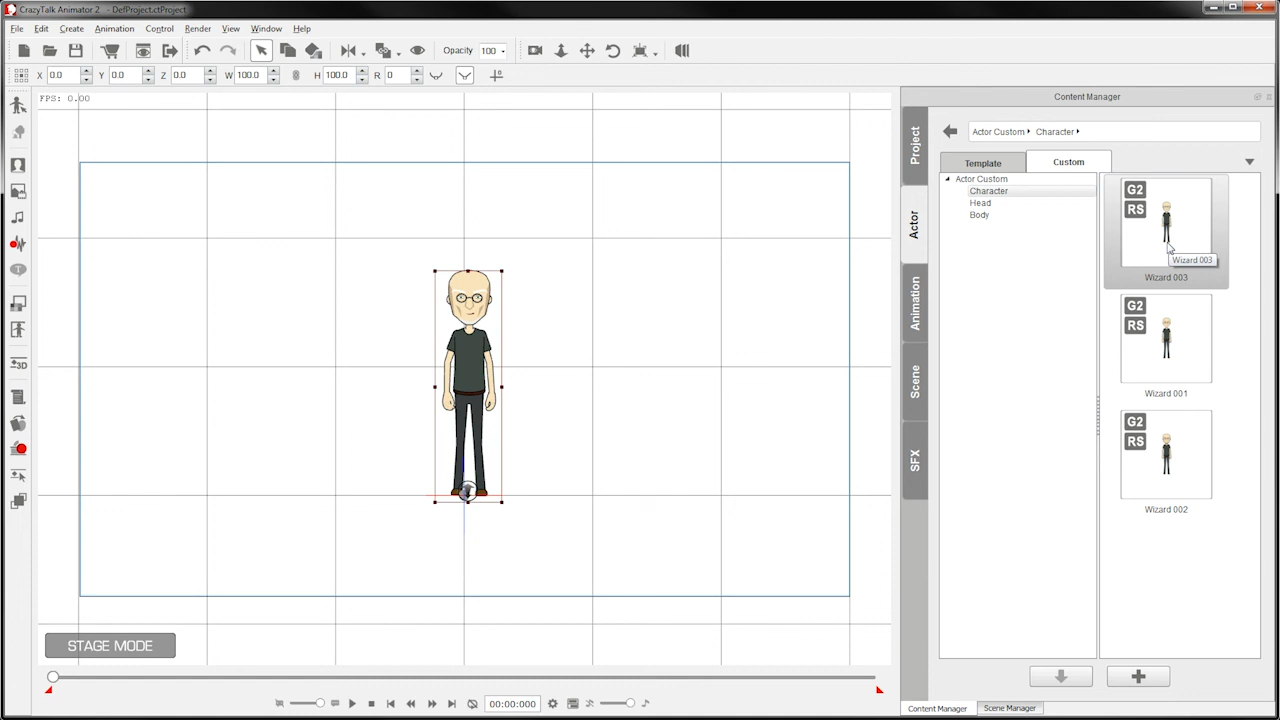 CrazyTalk Animator 2 - DefProject.ctProject
File Edit Create Animation Control Render View Window Help
Opacity 100
X 0.0 Y 0.0 Z 0.0 W 100.0 H 100.0 R 0
FPS: 0.00
3D
STAGE MODE
00:00:000
Content Manager
Project
Actor
Animation
Scene
SFX
Actor Custom Character
Template Custom
Actor Custom
Character
Head
Body
G2
RS
Wizard 003
Wizard 003
G2
RS
Wizard 001
G2
RS
Wizard 002
Content Manager Scene Manager